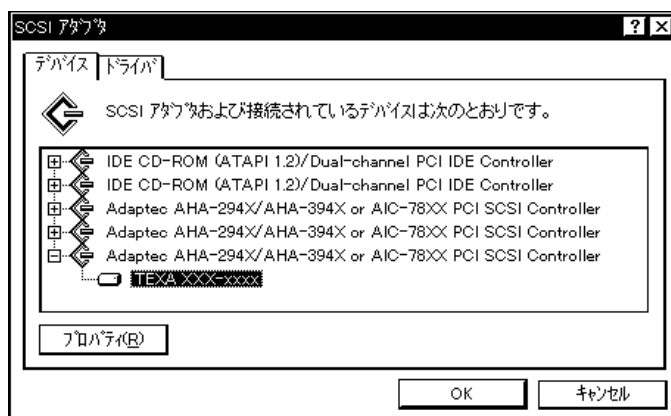 SCSI ｱﾀﾞﾌﾟﾀ
ﾃﾞﾊﾞｲｽ
ﾄﾞﾗｲﾊﾞ
SCSI ｱﾀﾞﾌﾟﾀおよび接続されているﾃﾞﾊﾞｲｽは次のとおりです。
IDE CD-ROM (ATAPI 1.2)/Dual-channel PCI IDE Controller
IDE CD-ROM (ATAPI 1.2)/Dual-channel PCI IDE Controller
Adaptec AHA-294X/AHA-394X or AIC-78XX PCI SCSI Controller
Adaptec AHA-294X/AHA-394X or AIC-78XX PCI SCSI Controller
Adaptec AHA-294X/AHA-394X or AIC-78XX PCI SCSI Controller
TEXA XXX-xxxx
ﾌﾟﾛﾊﾟﾃｨ(R)
OK
ｷｬﾝｾﾙ